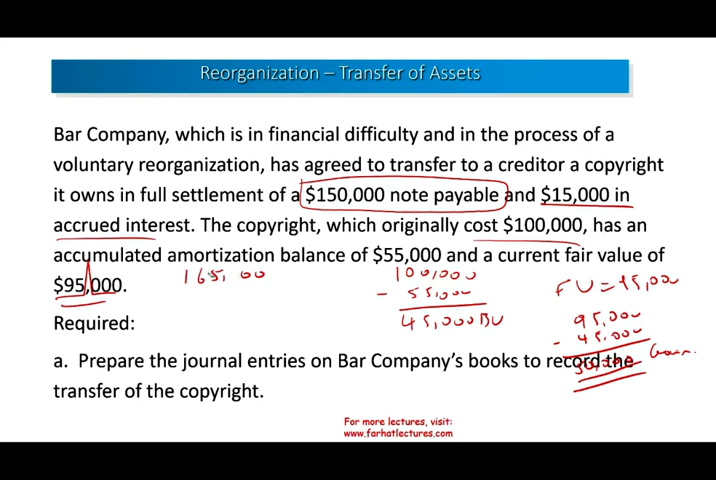 Reorganization – Transfer of Assets
Bar Company, which is in financial difficulty and in the process of a
voluntary reorganization, has agreed to transfer to a creditor a copyright
it owns in full settlement of a $150,000 note payable and $15,000 in
accrued interest. The copyright, which originally cost $100,000, has an
accumulated amortization balance of $55,000 and a current fair value of
$95,000.
165,00
100,000
- 55,000
45,000 BV
FV = 95,00
95,000
- 45,000
50,000 Gain
Required:
a. Prepare the journal entries on Bar Company's books to record the
transfer of the copyright.
For more lectures, visit:
www.farhatlectures.com